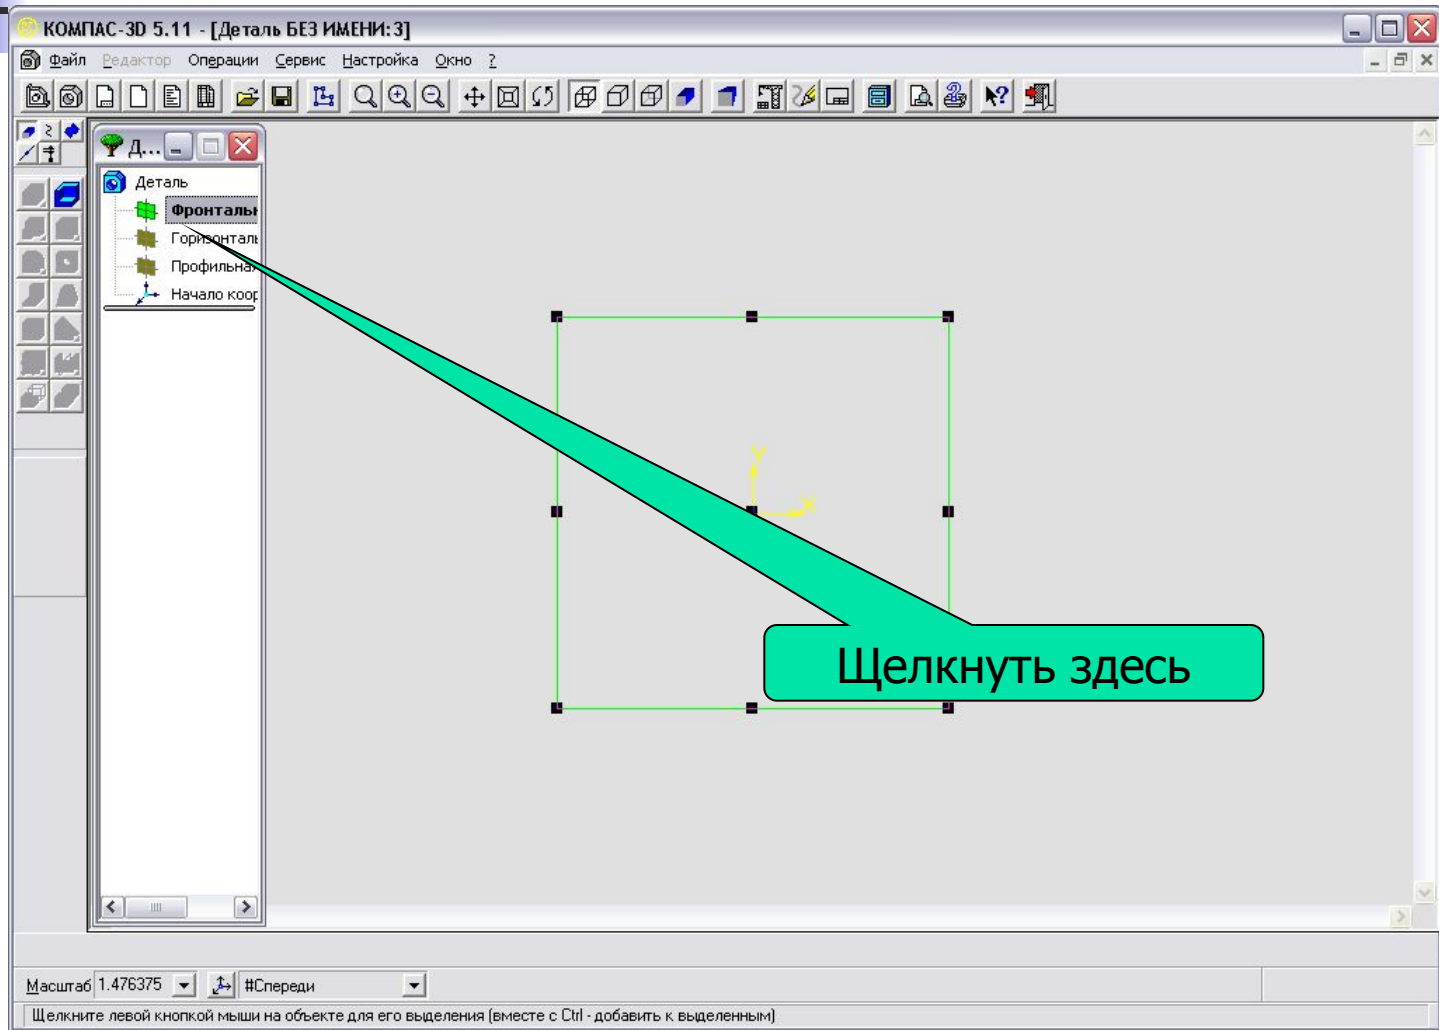 КОМПАС-3D 5.11 - [Деталь БЕЗ ИМЕНИ:3]
Файл Редактор Операции Сервис Настройка Окно ?
Д...
Деталь
Фронтальн
Горизонталь
Профильная
Начало коор
Y
X
Щелкнуть здесь
Масштаб 1.476375 #Спереди
Щелкните левой кнопкой мыши на объекте для его выделения (вместе с Ctrl - добавить к выделенным)